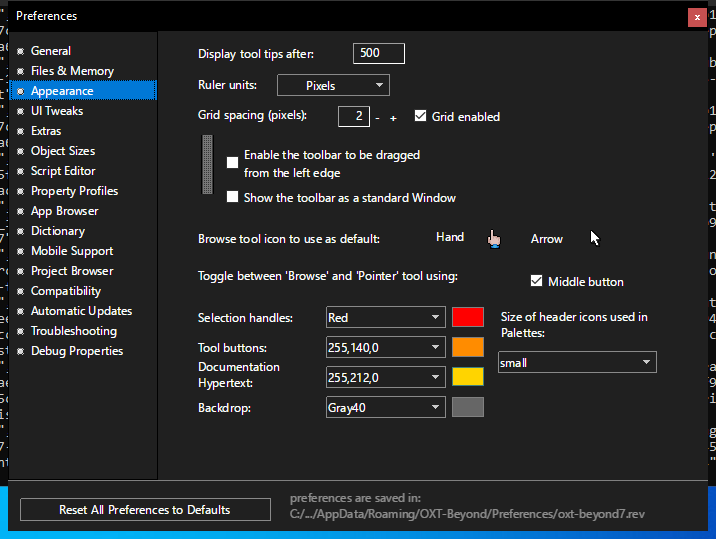 Preferences
x
General
Files & Memory
Appearance
UI Tweaks
Extras
Object Sizes
Script Editor
Property Profiles
App Browser
Dictionary
Mobile Support
Project Browser
Compatibility
Automatic Updates
Troubleshooting
Debug Properties
Display tool tips after: 500
Ruler units: Pixels
Grid spacing (pixels): 2 - + Grid enabled
Enable the toolbar to be dragged
from the left edge
Show the toolbar as a standard Window
Browse tool icon to use as default: Hand Arrow
Toggle between 'Browse' and 'Pointer' tool using: Middle button
Selection handles: Red
Tool buttons: 255,140,0
Documentation
Hypertext: 255,212,0
Backdrop: Gray40
Size of header icons used in
Palettes:
small
Reset All Preferences to Defaults
preferences are saved in:
C:/.../AppData/Roaming/OXT-Beyond/Preferences/oxt-beyond7.rev